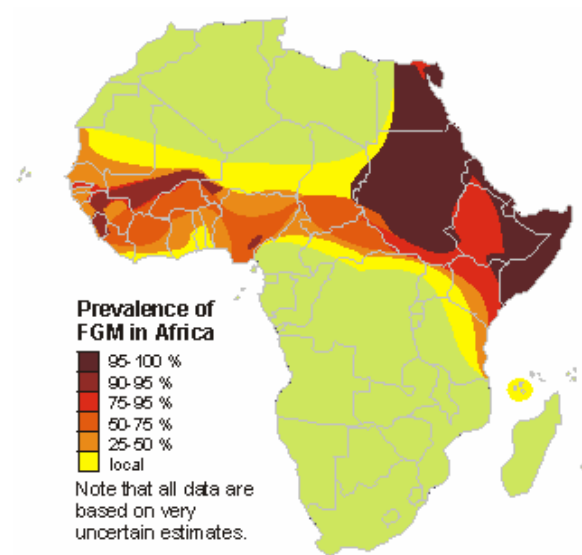 Prevalence of
FGM in Africa
95-100 %
90-95 %
75-95 %
50-75 %
25-50 %
local
Note that all data are
based on very
uncertain estimates.